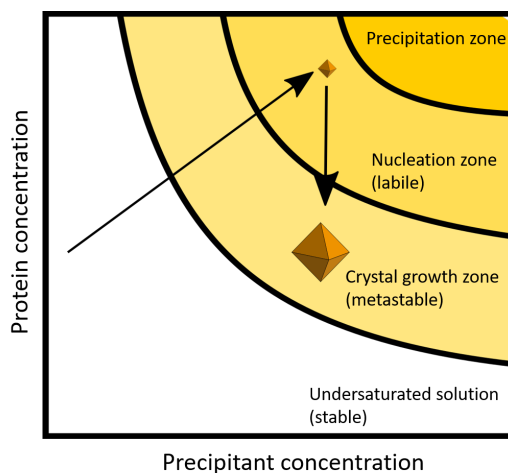 Precipitation zone
Nucleation zone
(labile)
Crystal growth zone
(metastable)
Undersaturated solution
(stable)
Protein concentration
Precipitant concentration